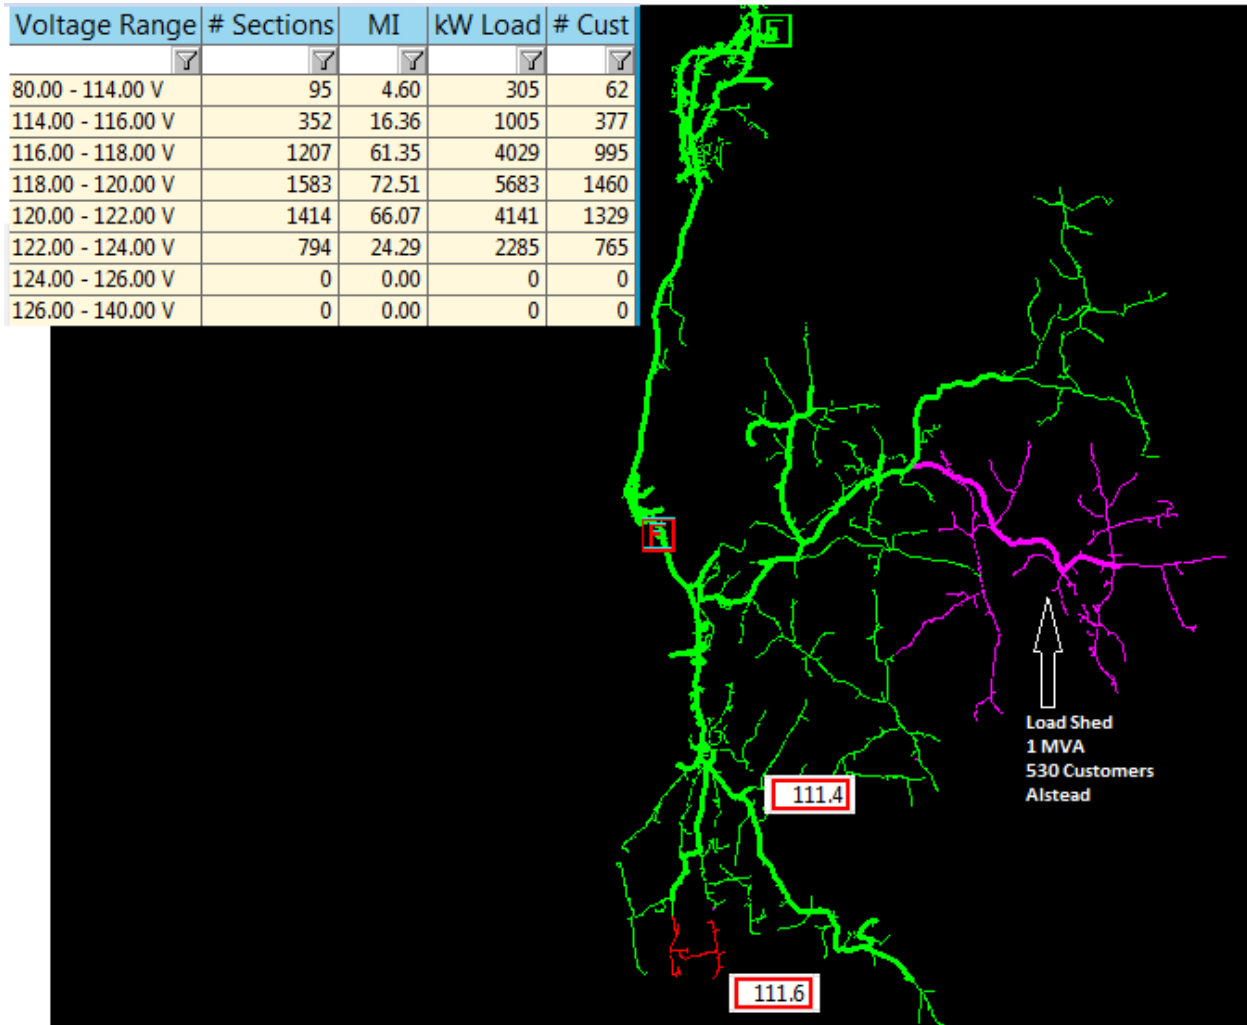 Voltage Range # Sections MI kW Load # Cust
80.00 - 114.00 V 95 4.60 305 62
114.00 - 116.00 V 352 16.36 1005 377
116.00 - 118.00 V 1207 61.35 4029 995
118.00 - 120.00 V 1583 72.51 5683 1460
120.00 - 122.00 V 1414 66.07 4141 1329
122.00 - 124.00 V 794 24.29 2285 765
124.00 - 126.00 V 0 0.00 0 0
126.00 - 140.00 V 0 0.00 0 0
Load Shed
1 MVA
530 Customers
Alstead
111.4
111.6